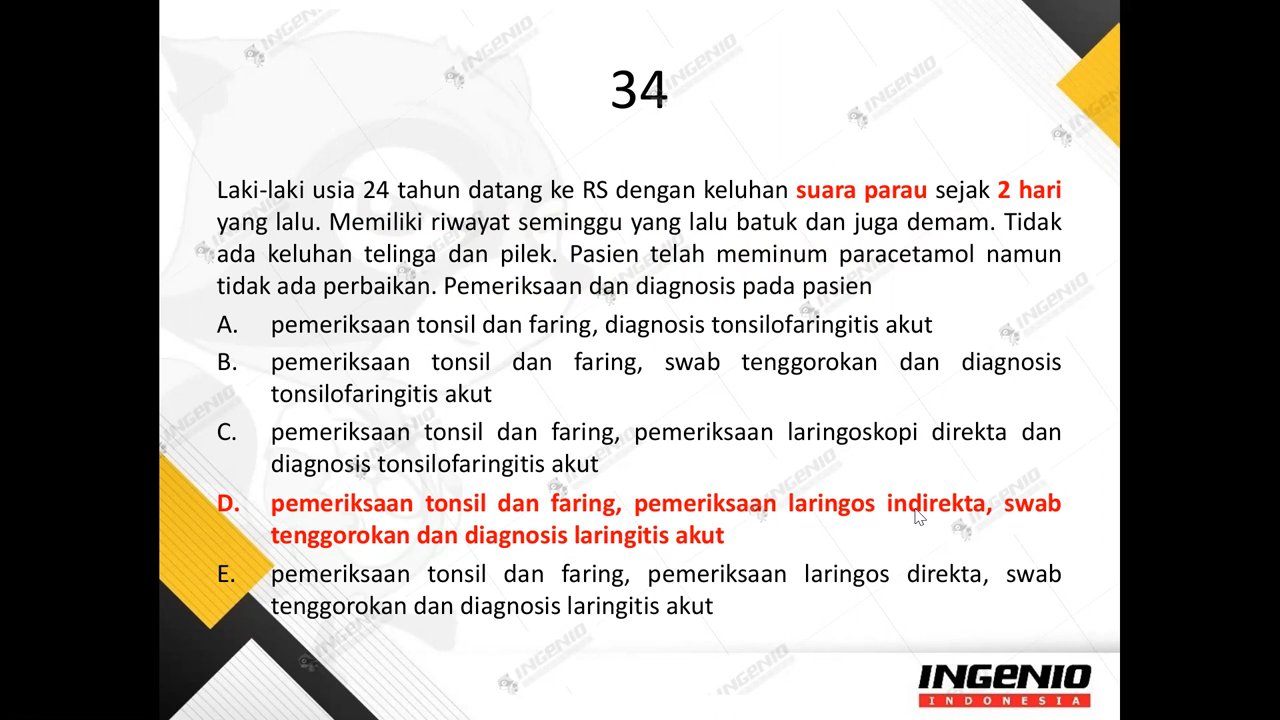 34
Laki-laki usia 24 tahun datang ke RS dengan keluhan suara parau sejak 2 hari
yang lalu. Memiliki riwayat seminggu yang lalu batuk dan juga demam. Tidak
ada keluhan telinga dan pilek. Pasien telah meminum paracetamol namun
tidak ada perbaikan. Pemeriksaan dan diagnosis pada pasien
A. pemeriksaan tonsil dan faring, diagnosis tonsilofaringitis akut
B. pemeriksaan tonsil dan faring, swab tenggorokan dan diagnosis
tonsilofaringitis akut
C. pemeriksaan tonsil dan faring, pemeriksaan laringoskopi direkta dan
diagnosis tonsilofaringitis akut
D. pemeriksaan tonsil dan faring, pemeriksaan laringos indirekta, swab
tenggorokan dan diagnosis laringitis akut
E. pemeriksaan tonsil dan faring, pemeriksaan laringos direkta, swab
tenggorokan dan diagnosis laringitis akut
INGENIO
INDONESIA